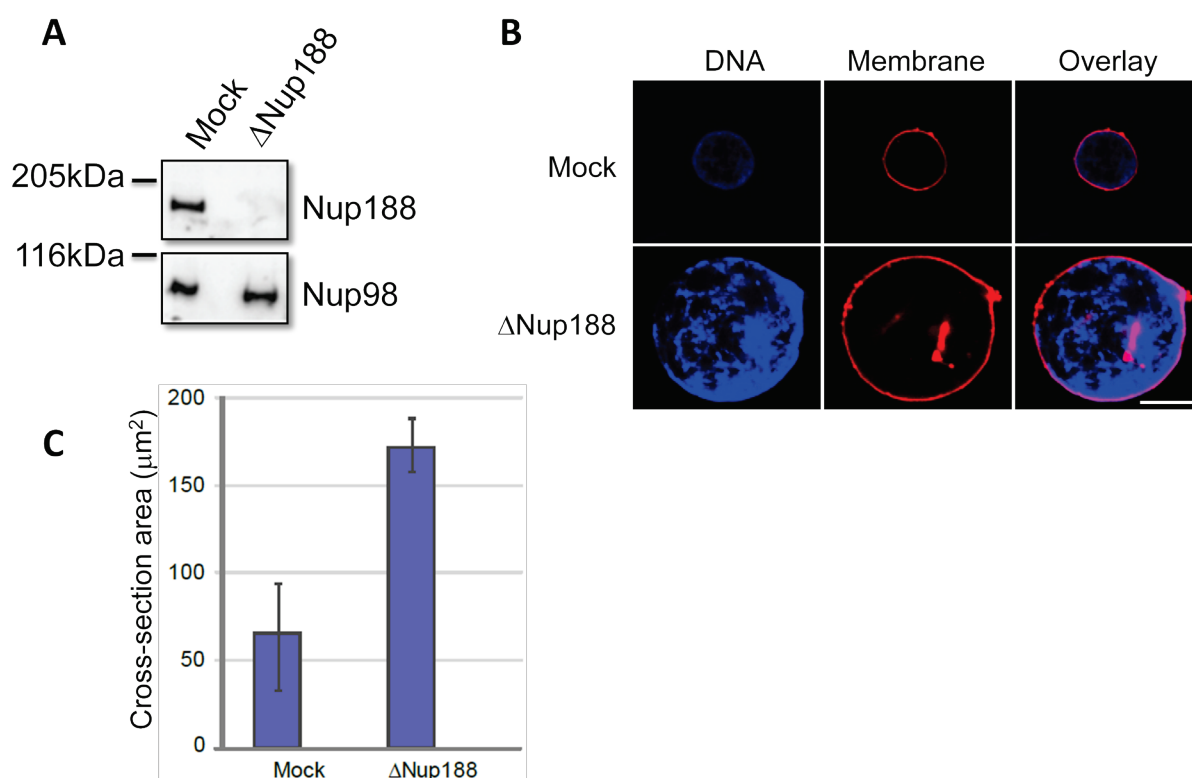 A
Mock
ΔNup188
205kDa
Nup188
116kDa
Nup98
B
DNA Membrane Overlay
Mock
ΔNup188
C
Cross-section area (μm²)
200
150
100
50
0
Mock ΔNup188